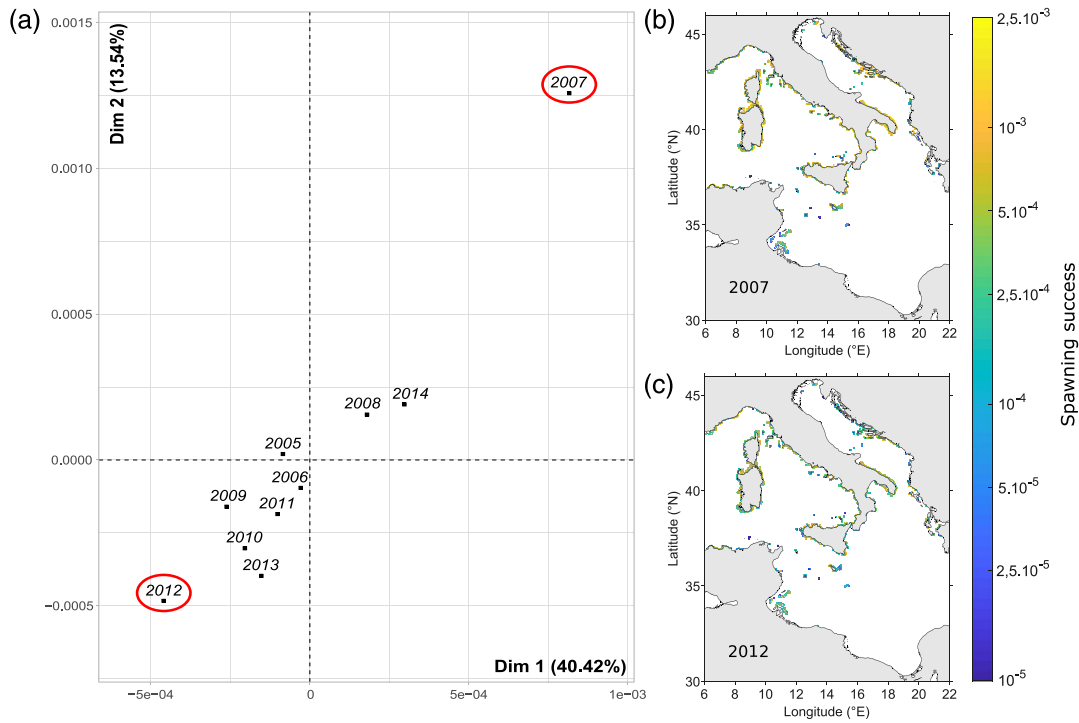 (a)
Dim 2 (13.54%)
0.0015
0.0010
0.0005
0.0000
−0.0005
2007
2014
2008
2005
2006
2009
2011
2010
2013
2012
Dim 1 (40.42%)
−5e−04
0
5e−04
1e−03
(b)
Latitude (°N)
45
40
35
30
2007
6 8 10 12 14 16 18 20 22
Longitude (°E)
(c)
Latitude (°N)
45
40
35
30
2012
6 8 10 12 14 16 18 20 22
Longitude (°E)
2,5.10-3
10-3
5.10-4
2,5.10-4
10-4
5.10-5
2,5.10-5
10-5
Spawning success